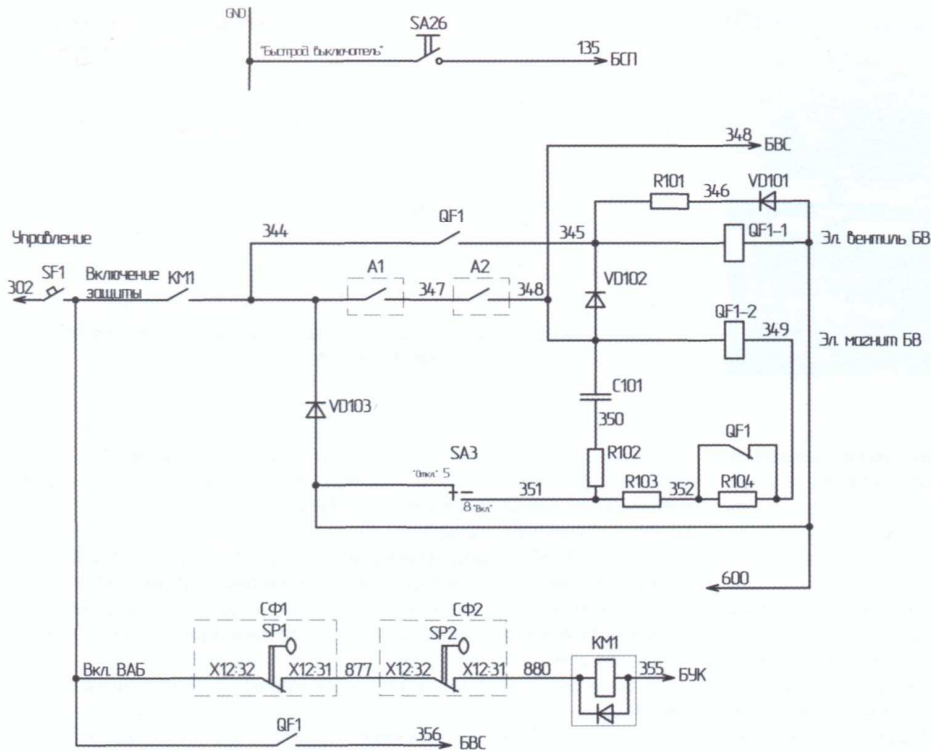 GND
SA26
"Быстрод. выключатель"
135
БСП
348
БВС
R101
346
VD101
344
QF1
345
QF1-1
Эл. вентиль БВ
Управление
SF1
302
Включение
защиты
KM1
A1
347
A2
348
VD102
QF1-2
349
Эл. магнит БВ
C101
350
VD103
R102
QF1
SA3
"Откл." 5
351
8 "Вкл."
R103
352
R104
600
СФ1
СФ2
SP1
SP2
KM1
Вкл. ВАБ
X12:32
X12:31
877
X12:32
X12:31
880
355
БУК
QF1
356
БВС